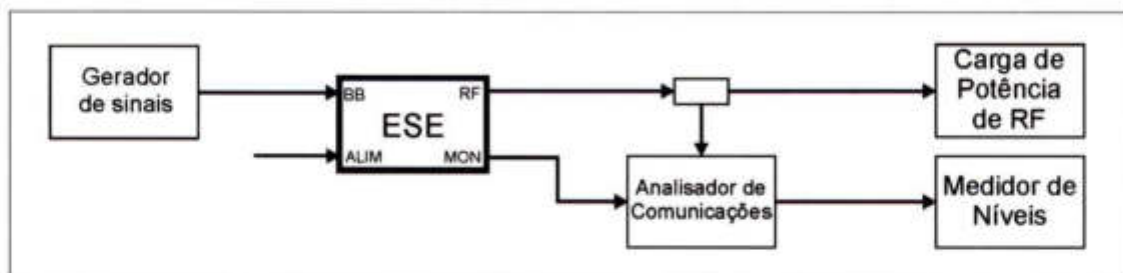 Gerador
de sinais
BB
RF
ESE
ALIM
MON
Carga de
Potência
de RF
Analisador de
Comunicações
Medidor de
Níveis